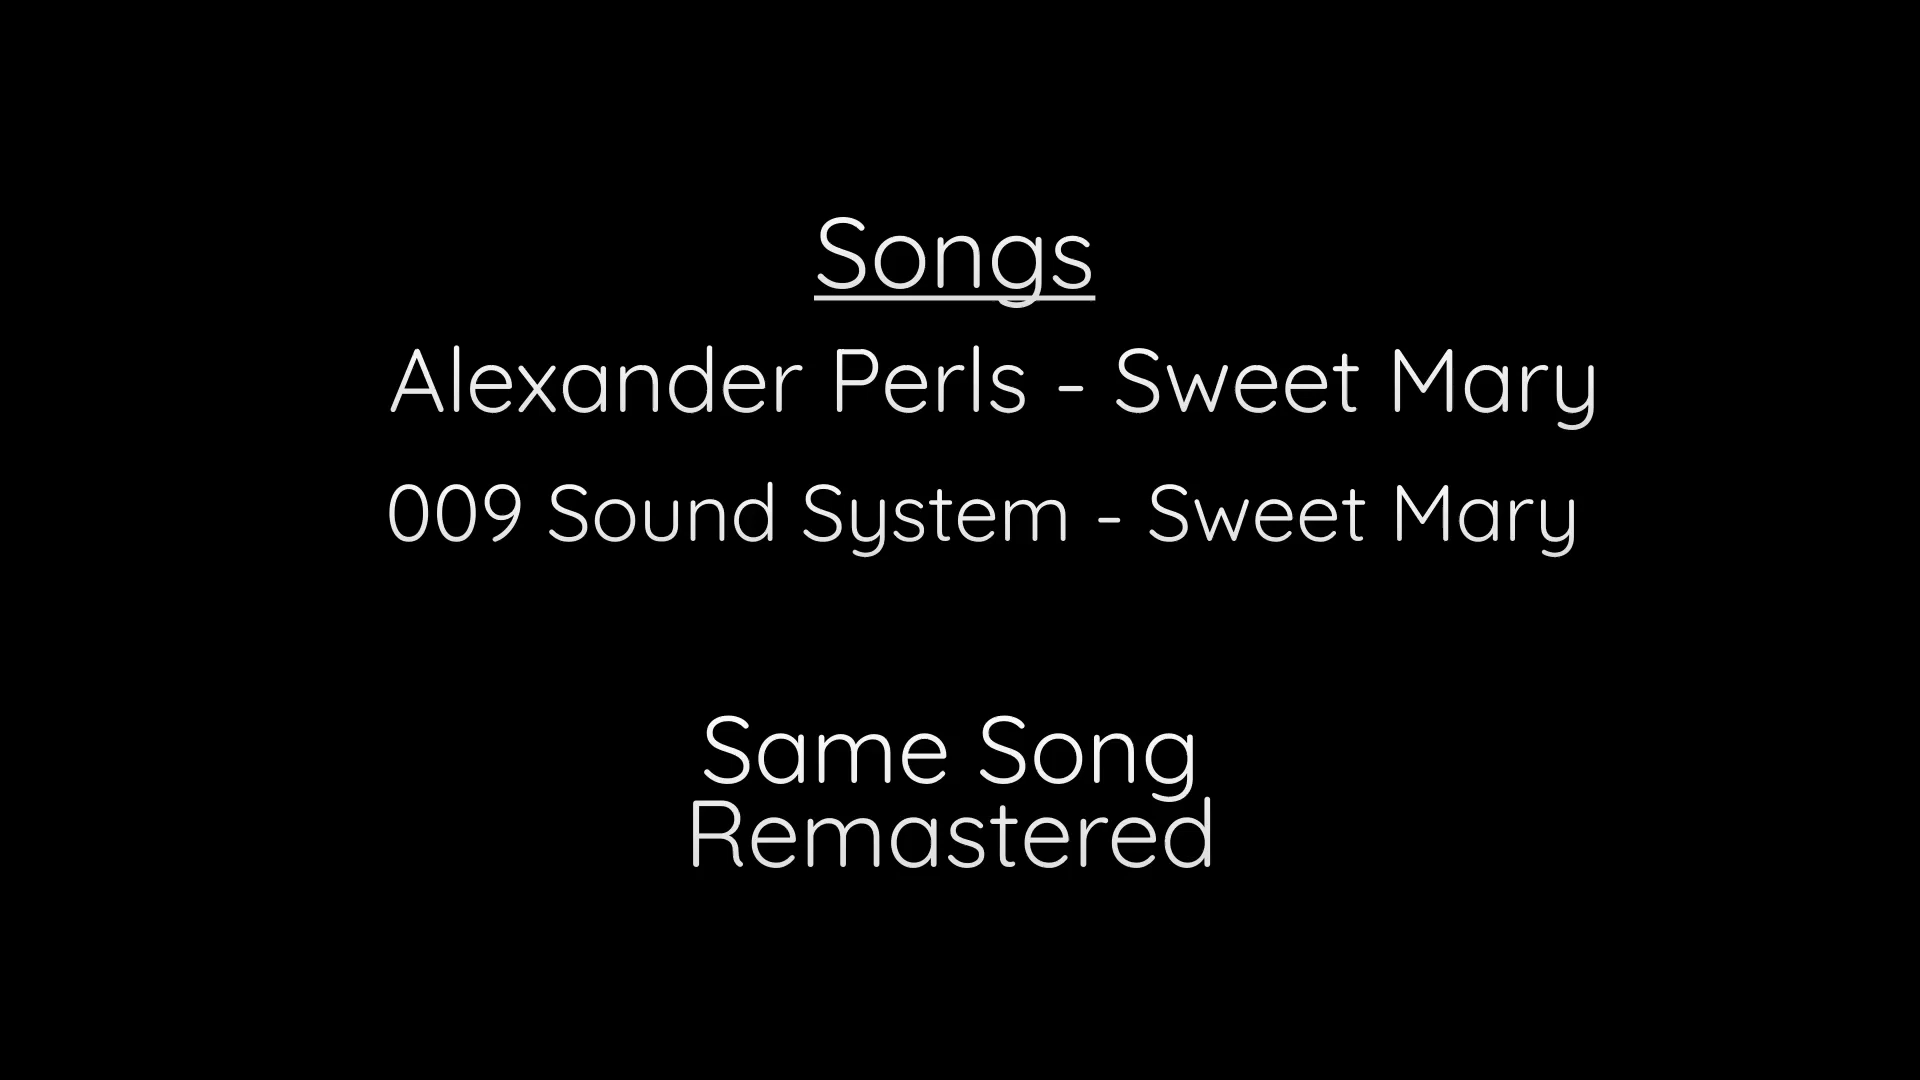 Songs
Alexander Perls - Sweet Mary
009 Sound System - Sweet Mary
Same Song
Remastered